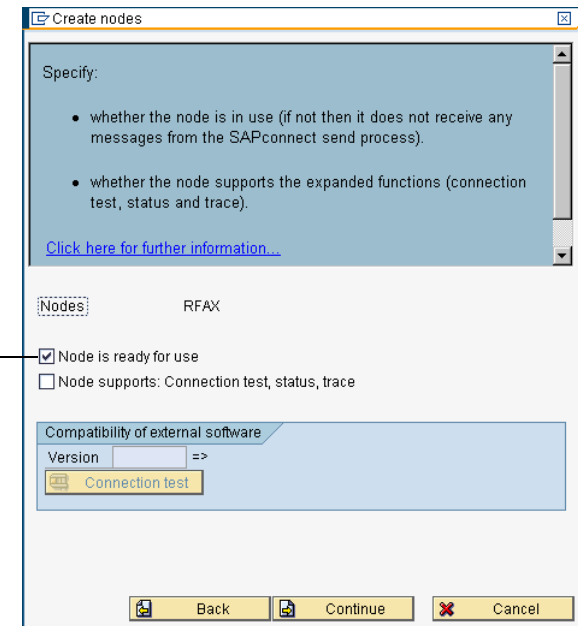 Create nodes
Specify:
• whether the node is in use (if not then it does not receive any
messages from the SAPconnect send process).
• whether the node supports the expanded functions (connection
test, status and trace).
Click here for further information...
Nodes RFAX
Node is ready for use
Node supports: Connection test, status, trace
Compatibility of external software
Version =>
Connection test
Back Continue Cancel